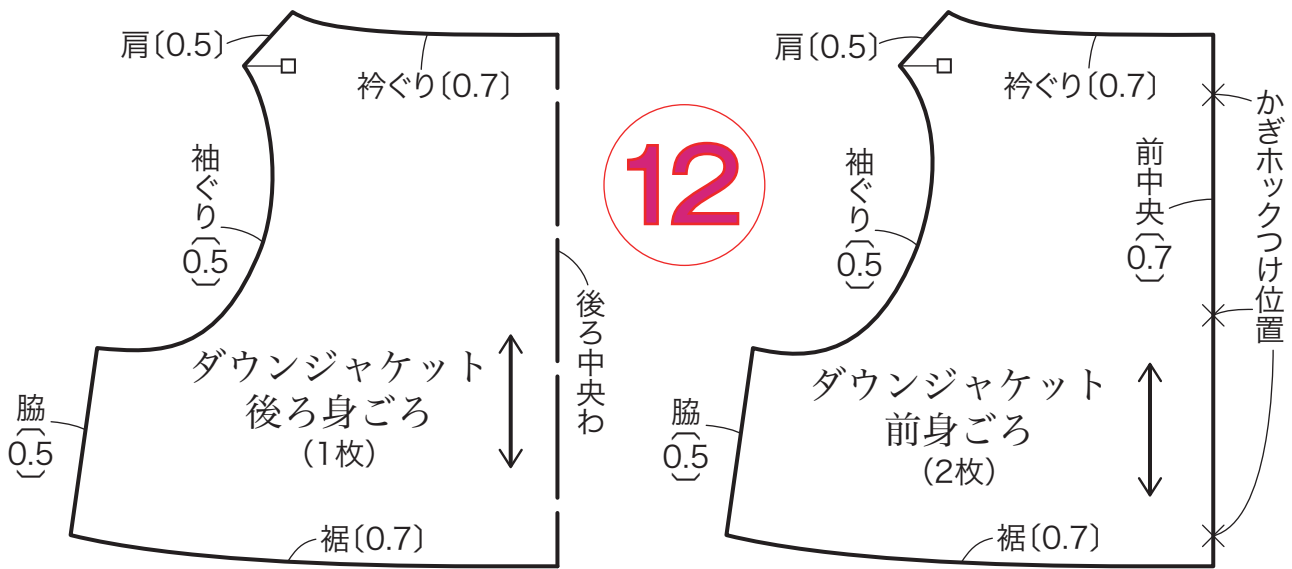 肩〔0.5〕
衿ぐり〔0.7〕
袖ぐり〔0.5〕
後ろ中央わ
ダウンジャケット
後ろ身ごろ
（1枚）
脇〔0.5〕
裾〔0.7〕
12
肩〔0.5〕
衿ぐり〔0.7〕
袖ぐり〔0.5〕
前中央〔0.7〕
かぎホックつけ位置
ダウンジャケット
前身ごろ
（2枚）
脇〔0.5〕
裾〔0.7〕